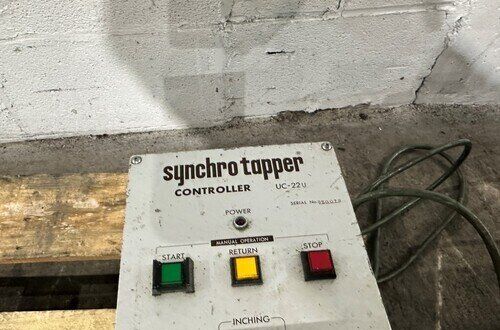 synchro tapper
CONTROLLER UC-22U
SERIAL No.
POWER
MANUAL OPERATION
START RETURN STOP
INCHING